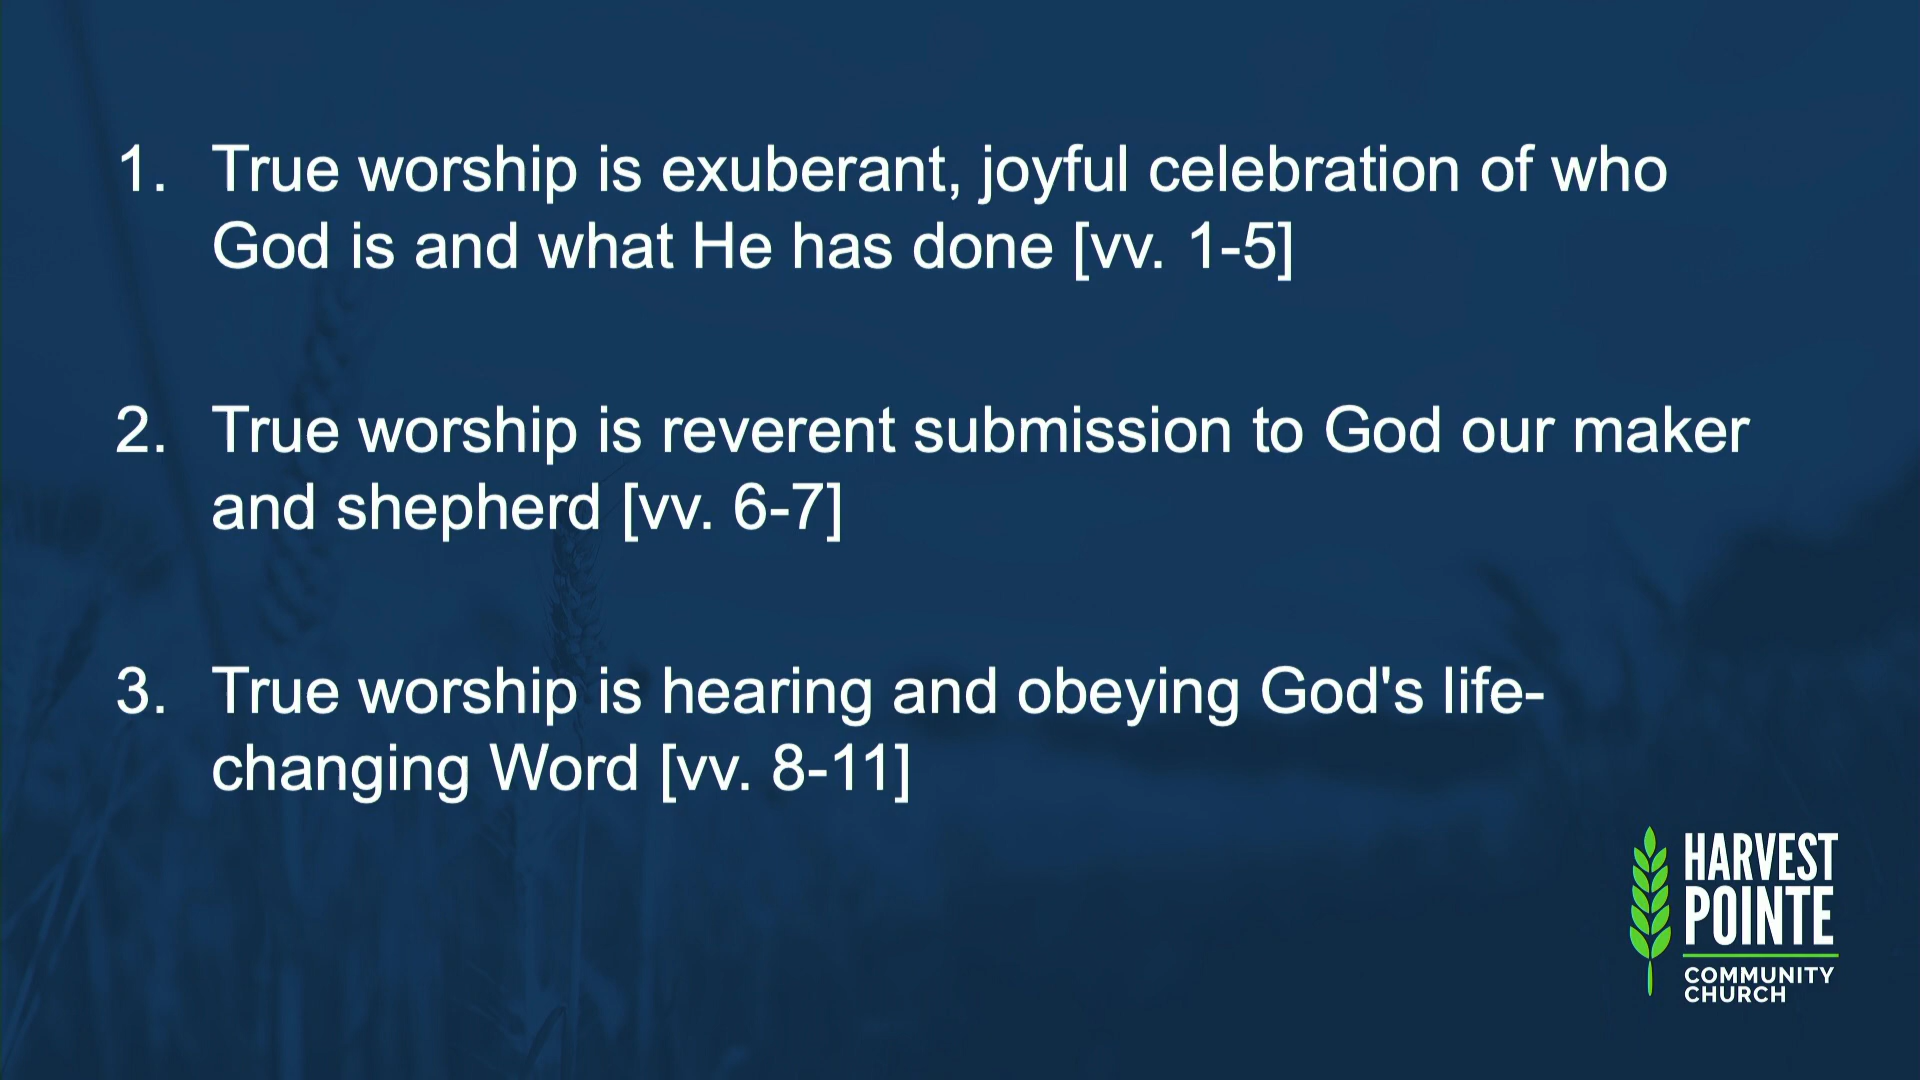 1. True worship is exuberant, joyful celebration of who
God is and what He has done [vv. 1-5]
2. True worship is reverent submission to God our maker
and shepherd [vv. 6-7]
3. True worship is hearing and obeying God's life-
changing Word [vv. 8-11]
HARVEST
POINTE
COMMUNITY
CHURCH